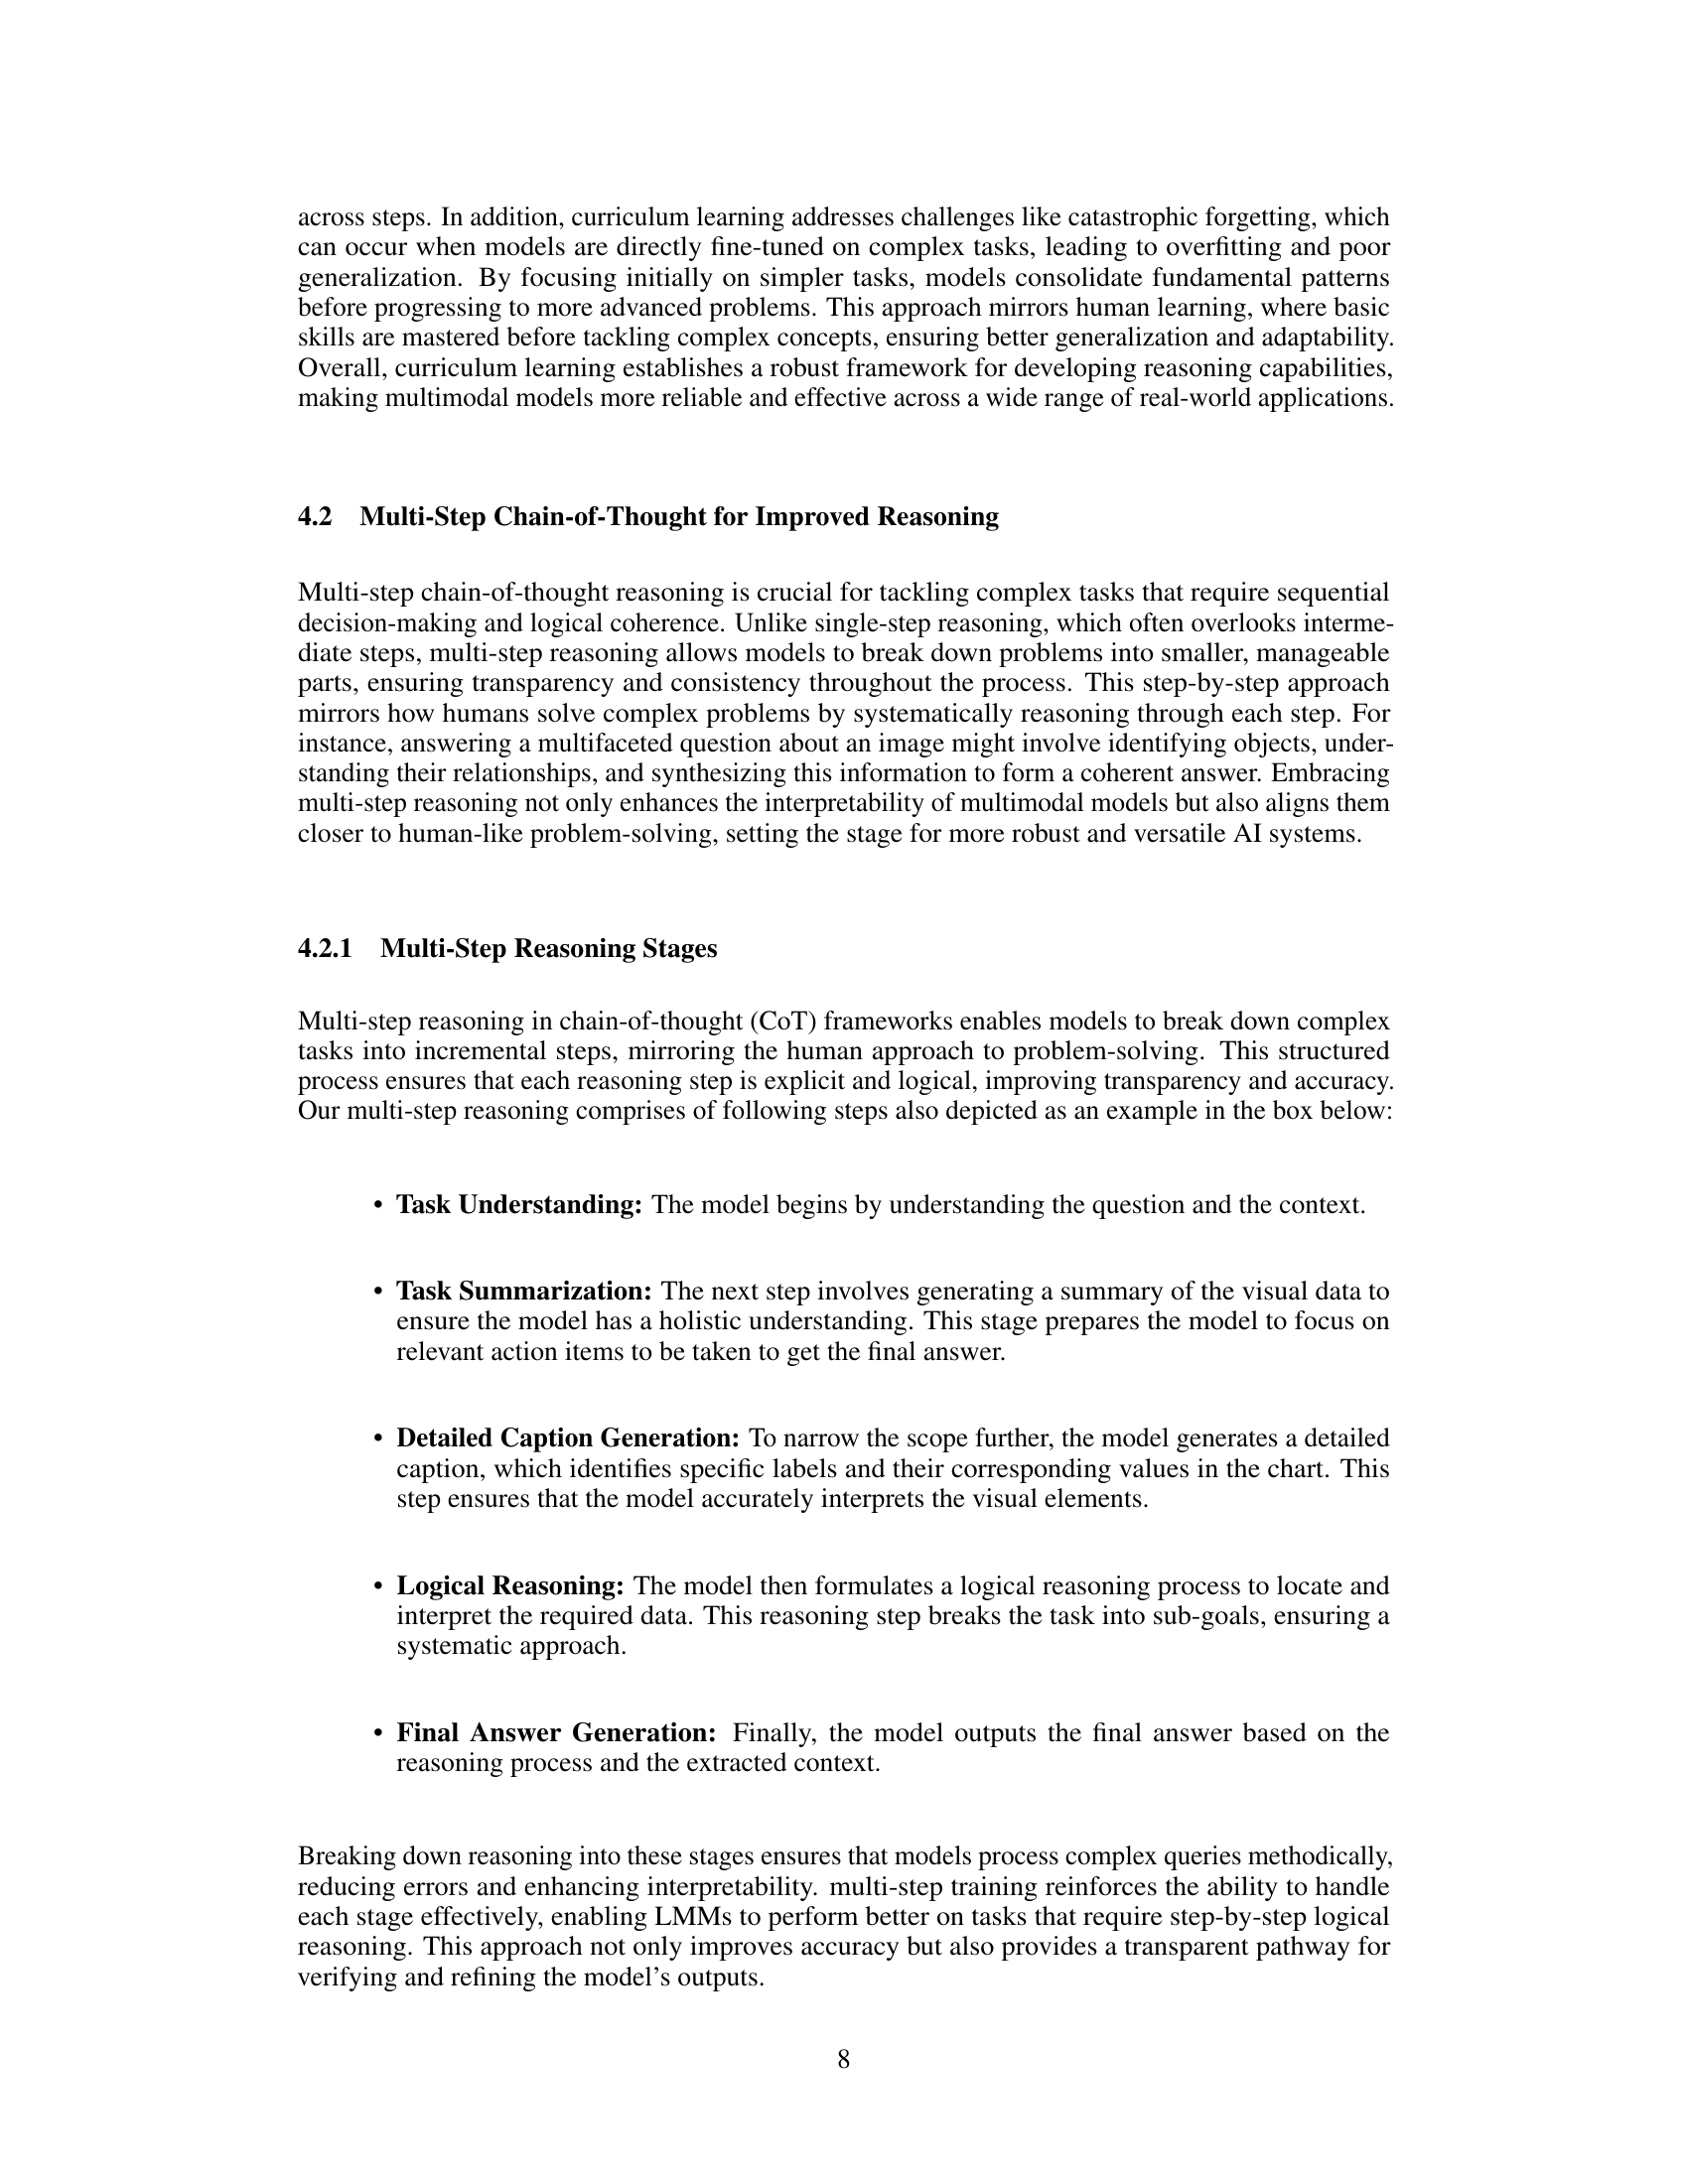 across steps. In addition, curriculum learning addresses challenges like catastrophic forgetting, which
can occur when models are directly fine-tuned on complex tasks, leading to overfitting and poor
generalization. By focusing initially on simpler tasks, models consolidate fundamental patterns
before progressing to more advanced problems. This approach mirrors human learning, where basic
skills are mastered before tackling complex concepts, ensuring better generalization and adaptability.
Overall, curriculum learning establishes a robust framework for developing reasoning capabilities,
making multimodal models more reliable and effective across a wide range of real-world applications.
4.2 Multi-Step Chain-of-Thought for Improved Reasoning
Multi-step chain-of-thought reasoning is crucial for tackling complex tasks that require sequential
decision-making and logical coherence. Unlike single-step reasoning, which often overlooks interme-
diate steps, multi-step reasoning allows models to break down problems into smaller, manageable
parts, ensuring transparency and consistency throughout the process. This step-by-step approach
mirrors how humans solve complex problems by systematically reasoning through each step. For
instance, answering a multifaceted question about an image might involve identifying objects, under-
standing their relationships, and synthesizing this information to form a coherent answer. Embracing
multi-step reasoning not only enhances the interpretability of multimodal models but also aligns them
closer to human-like problem-solving, setting the stage for more robust and versatile AI systems.
4.2.1 Multi-Step Reasoning Stages
Multi-step reasoning in chain-of-thought (CoT) frameworks enables models to break down complex
tasks into incremental steps, mirroring the human approach to problem-solving. This structured
process ensures that each reasoning step is explicit and logical, improving transparency and accuracy.
Our multi-step reasoning comprises of following steps also depicted as an example in the box below:
• Task Understanding: The model begins by understanding the question and the context.
• Task Summarization: The next step involves generating a summary of the visual data to
ensure the model has a holistic understanding. This stage prepares the model to focus on
relevant action items to be taken to get the final answer.
• Detailed Caption Generation: To narrow the scope further, the model generates a detailed
caption, which identifies specific labels and their corresponding values in the chart. This
step ensures that the model accurately interprets the visual elements.
• Logical Reasoning: The model then formulates a logical reasoning process to locate and
interpret the required data. This reasoning step breaks the task into sub-goals, ensuring a
systematic approach.
• Final Answer Generation: Finally, the model outputs the final answer based on the
reasoning process and the extracted context.
Breaking down reasoning into these stages ensures that models process complex queries methodically,
reducing errors and enhancing interpretability. multi-step training reinforces the ability to handle
each stage effectively, enabling LMMs to perform better on tasks that require step-by-step logical
reasoning. This approach not only improves accuracy but also provides a transparent pathway for
verifying and refining the model's outputs.
8